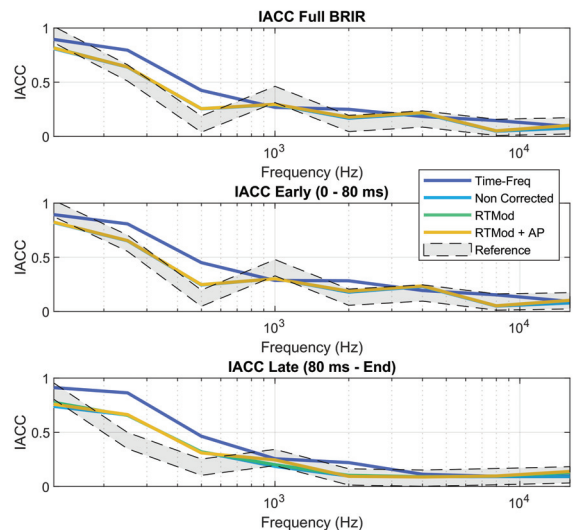 IACC Full BRIR
1
0.5
0
IACC
10³
10⁴
Frequency (Hz)
IACC Early (0 - 80 ms)
1
0.5
0
IACC
10³
10⁴
Frequency (Hz)
Time-Freq
Non Corrected
RTMod
RTMod + AP
Reference
IACC Late (80 ms - End)
1
0.5
0
IACC
10³
10⁴
Frequency (Hz)